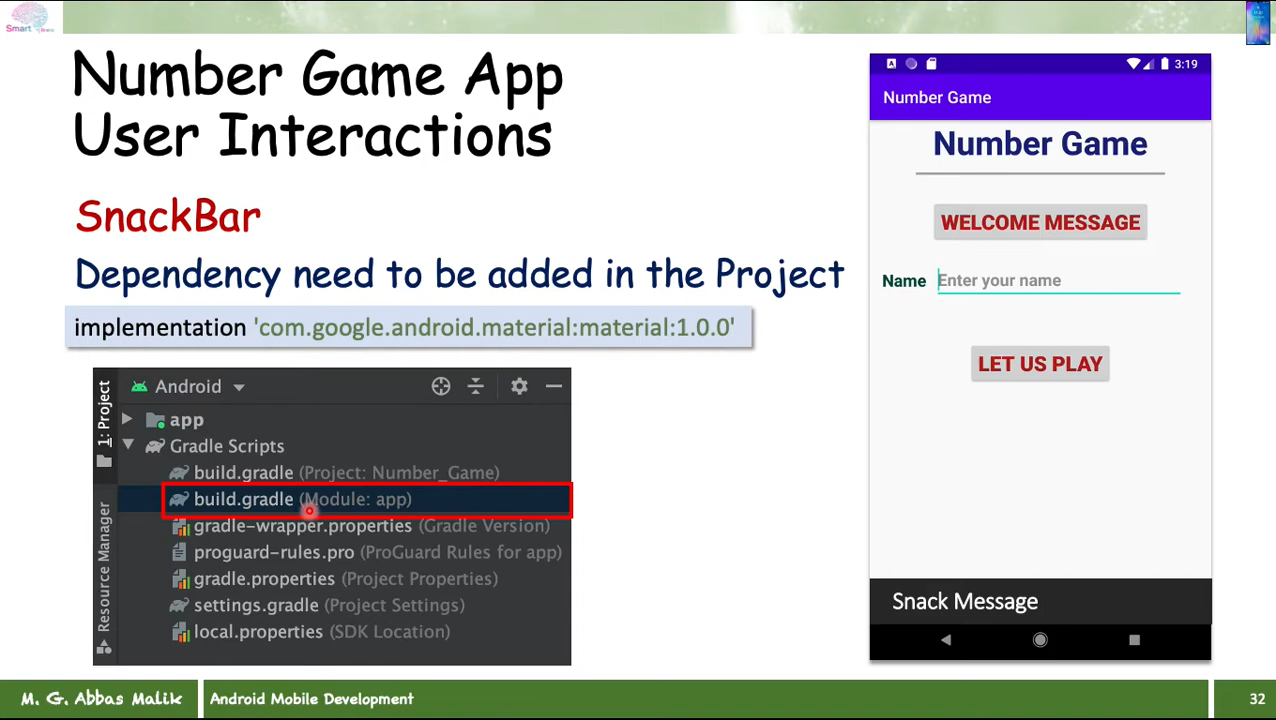 Smart
Number Game App
User Interactions
SnackBar
Dependency need to be added in the Project
implementation 'com.google.android.material:material:1.0.0'
1: Project
Resource Manager
Android
app
Gradle Scripts
build.gradle (Project: Number_Game)
build.gradle (Module: app)
gradle-wrapper.properties (Gradle Version)
proguard-rules.pro (ProGuard Rules for app)
gradle.properties (Project Properties)
settings.gradle (Project Settings)
local.properties (SDK Location)
3:19
Number Game
Number Game
WELCOME MESSAGE
Name Enter your name
LET US PLAY
Snack Message
M. G. Abbas Malik Android Mobile Development 32